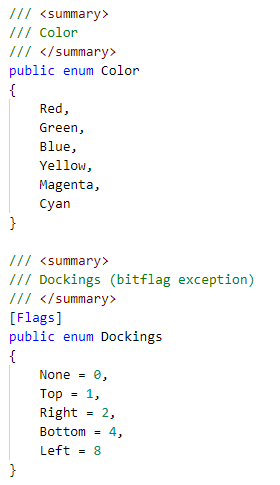 /// <summary>
/// Color
/// </summary>
public enum Color
{
    Red,
    Green,
    Blue,
    Yellow,
    Magenta,
    Cyan
}

/// <summary>
/// Dockings (bitflag exception)
/// </summary>
[Flags]
public enum Dockings
{
    None = 0,
    Top = 1,
    Right = 2,
    Bottom = 4,
    Left = 8
}